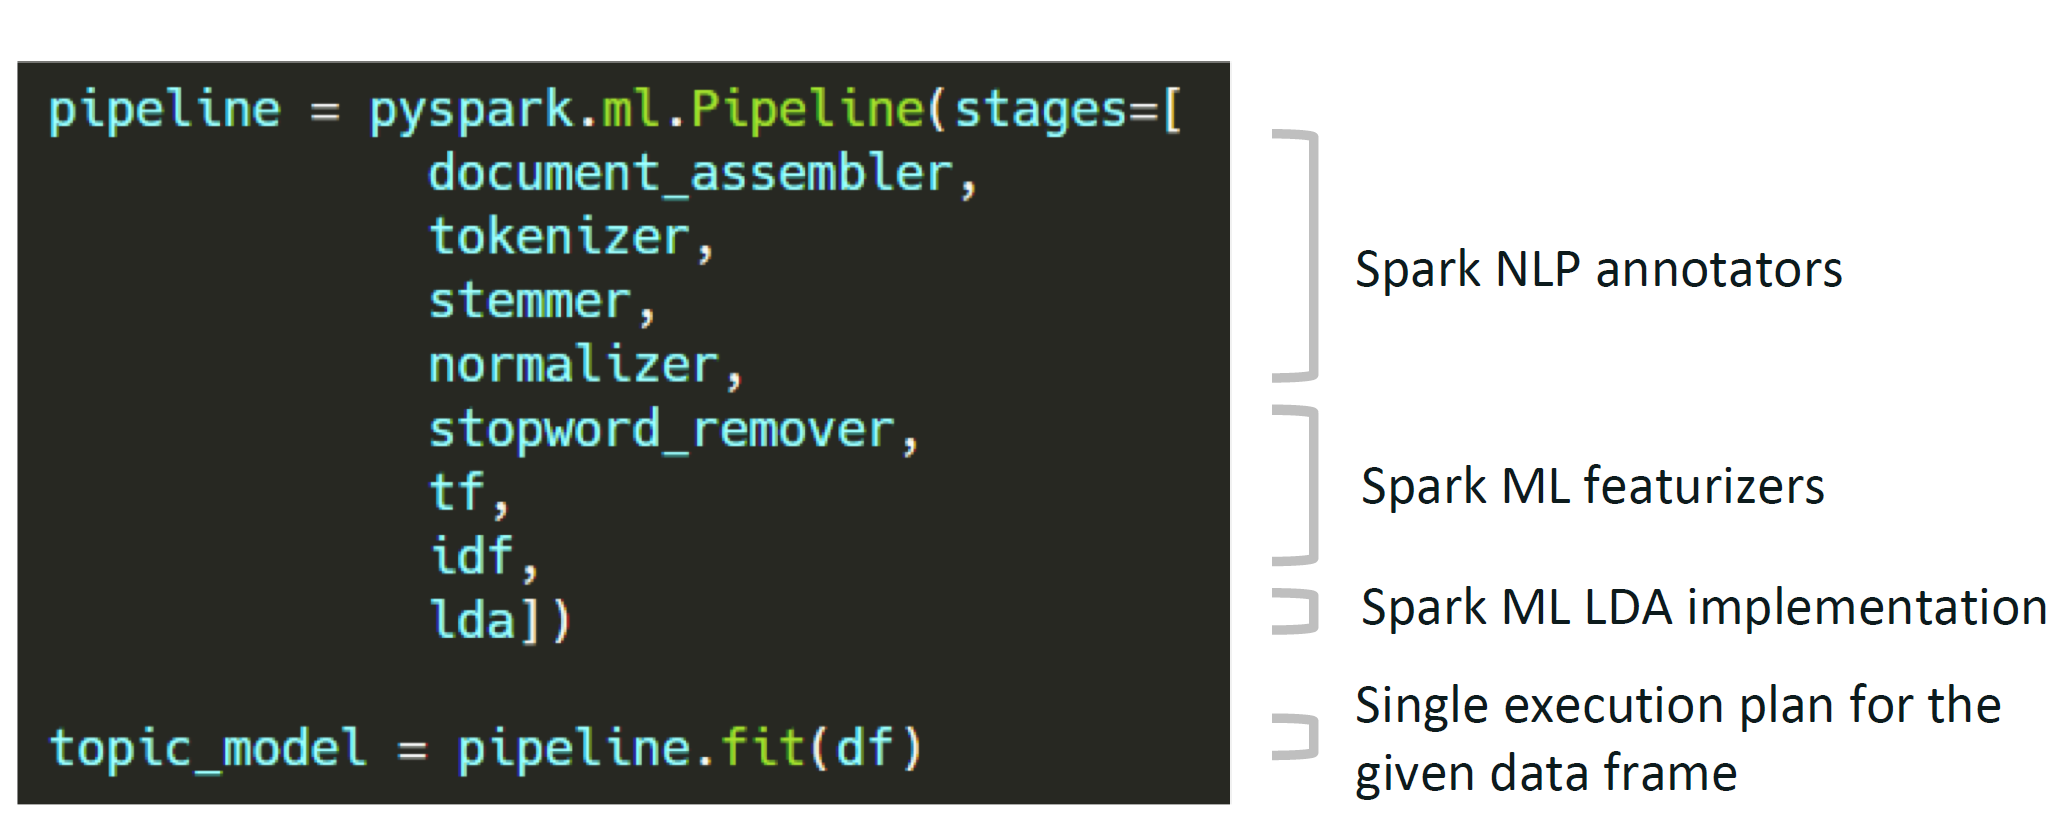 pipeline = pyspark.ml.Pipeline(stages=[
document_assembler,
tokenizer,
stemmer,
normalizer,
stopword_remover,
tf,
idf,
lda])
topic_model = pipeline.fit(df)
Spark NLP annotators
Spark ML featurizers
Spark ML LDA implementation
Single execution plan for the
given data frame